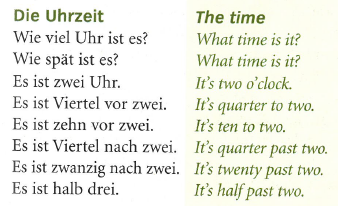 Die Uhrzeit
Wie viel Uhr ist es?
Wie spät ist es?
Es ist zwei Uhr.
Es ist Viertel vor zwei.
Es ist zehn vor zwei.
Es ist Viertel nach zwei.
Es ist zwanzig nach zwei.
Es ist halb drei.
The time
What time is it?
What time is it?
It's two o'clock.
It's quarter to two.
It's ten to two.
It's quarter past two.
It's twenty past two.
It's half past two.